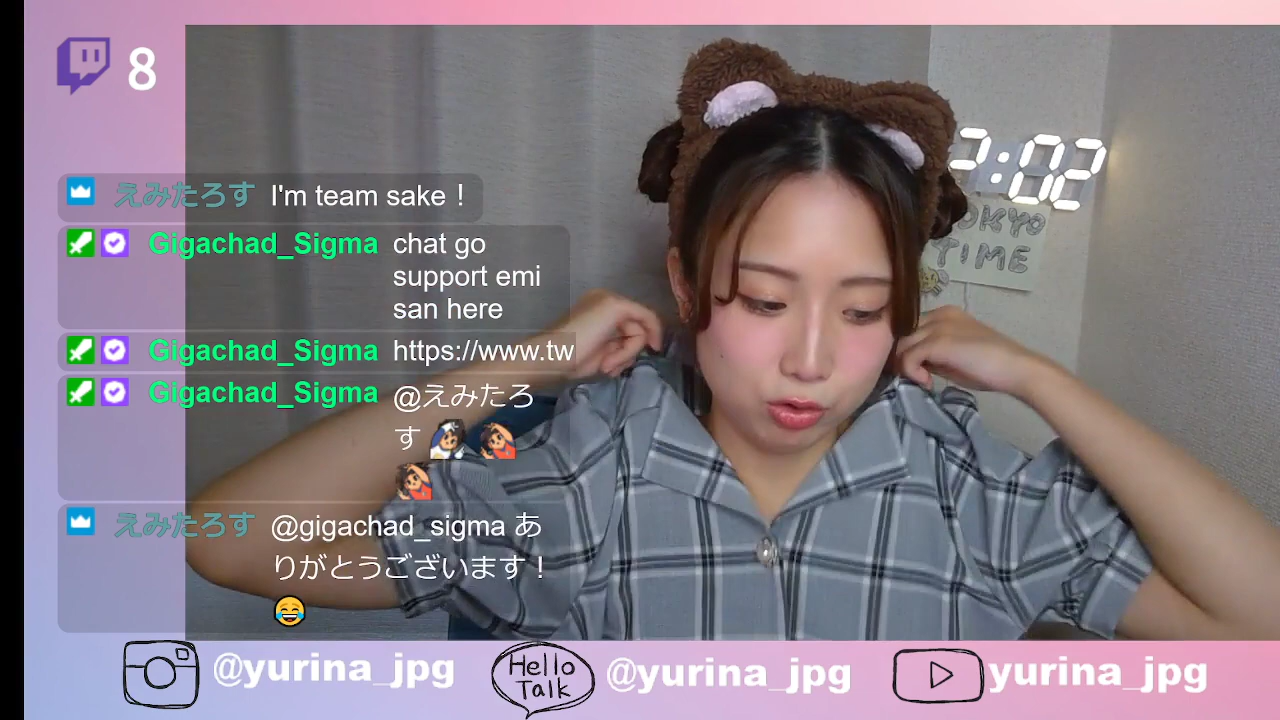 8
えみたろす I'm team sake！
Gigachad_Sigma chat go
support emi
san here
Gigachad_Sigma https://www.tw
Gigachad_Sigma @えみたろ
す
えみたろす @gigachad_sigma あ
りがとうございます！
2:02
TOKYO
TIME
@yurina_jpg
Hello
Talk
@yurina_jpg
yurina_jpg